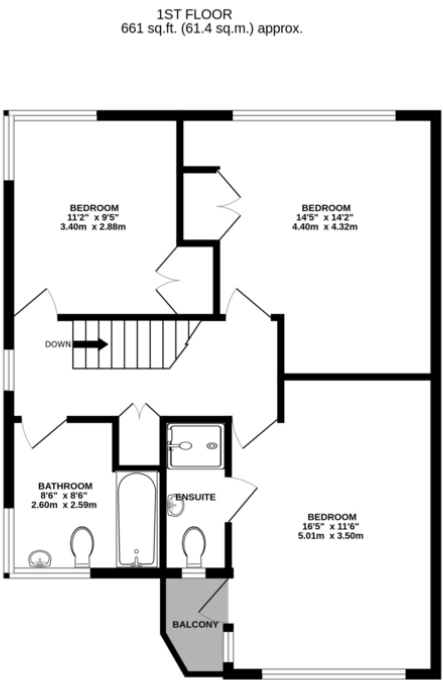 1ST FLOOR
661 sq.ft. (61.4 sq.m.) approx.
BEDROOM
11'2" x 9'5"
3.40m x 2.88m
BEDROOM
14'5" x 14'2"
4.40m x 4.32m
DOWN
BATHROOM
8'6" x 8'6"
2.60m x 2.59m
ENSUITE
BEDROOM
16'5" x 11'6"
5.01m x 3.50m
BALCONY